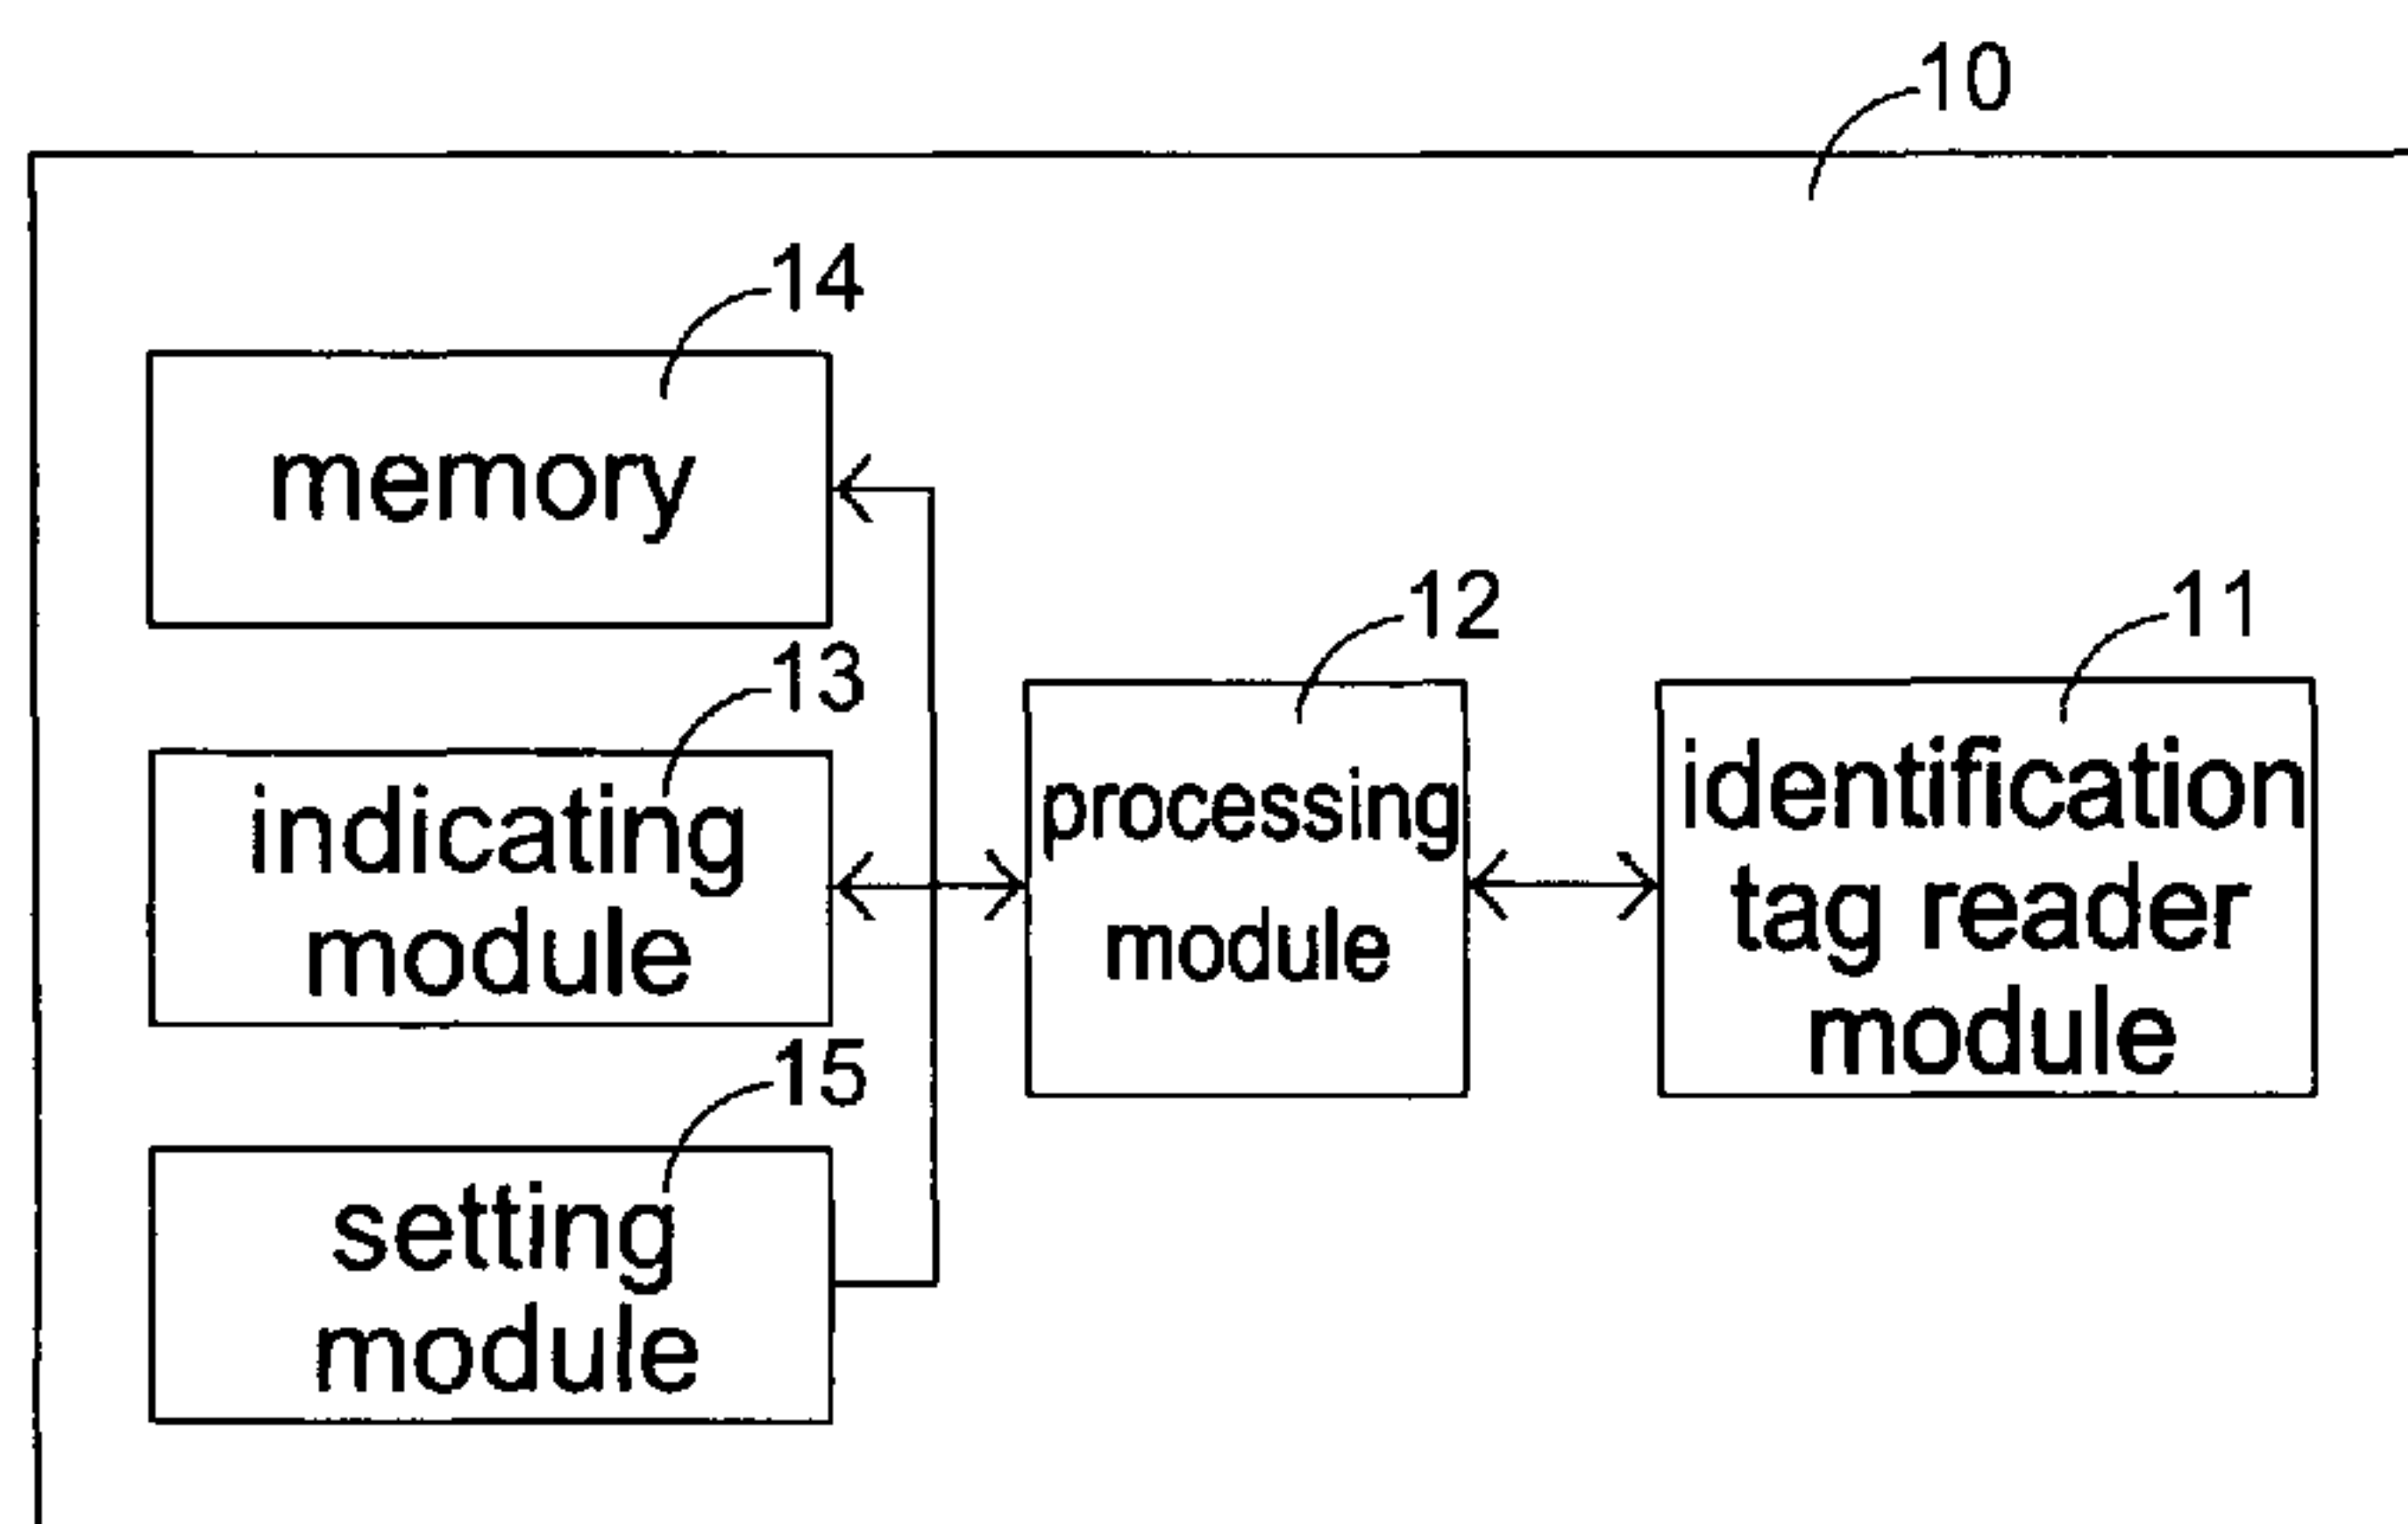 10
14
memory
13
indicating
module
15
setting
module
12
processing
module
11
identification
tag reader
module